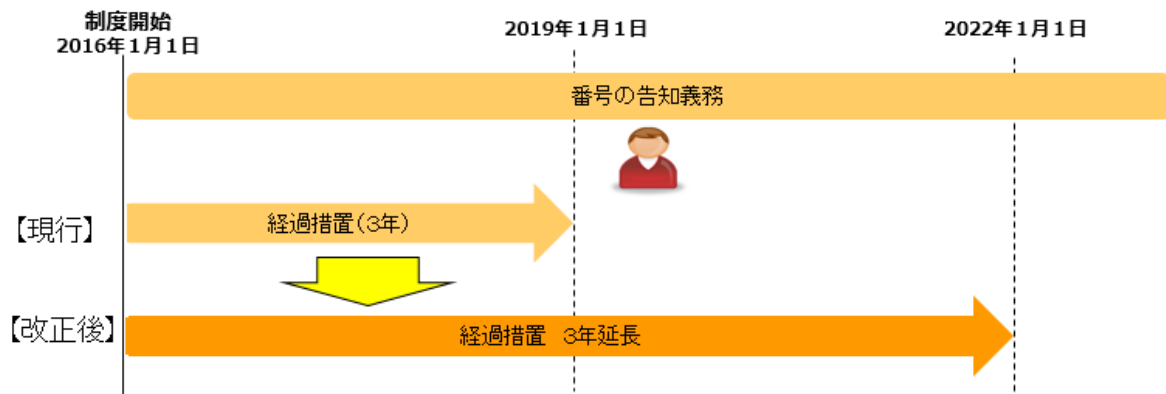 制度開始
2016年1月1日
2019年1月1日
2022年1月1日
番号の告知義務
【現行】
経過措置(3年)
【改正後】
経過措置　3年延長